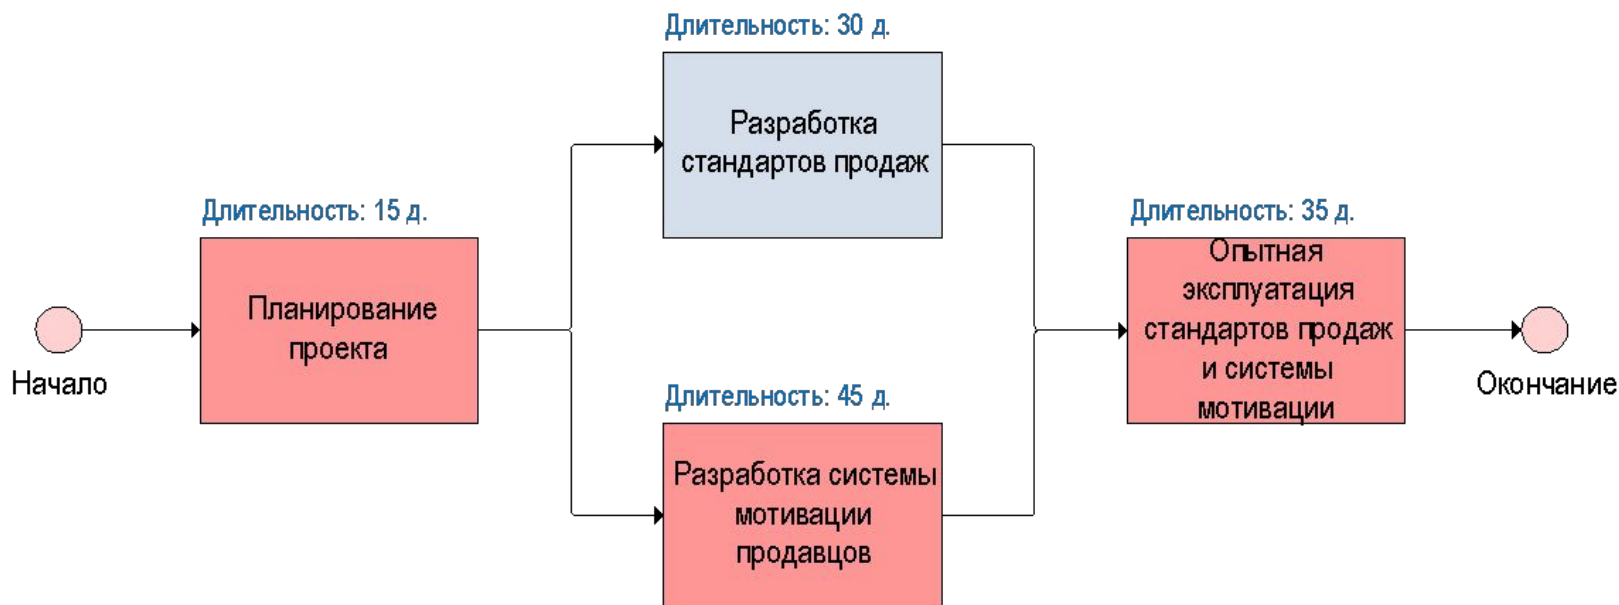 Длительность: 30 д.
Разработка
стандартов продаж
Длительность: 15 д.
Планирование
проекта
Начало
Длительность: 45 д.
Разработка системы
мотивации
продавцов
Длительность: 35 д.
Опытная
эксплуатация
стандартов продаж
и системы
мотивации
Окончание